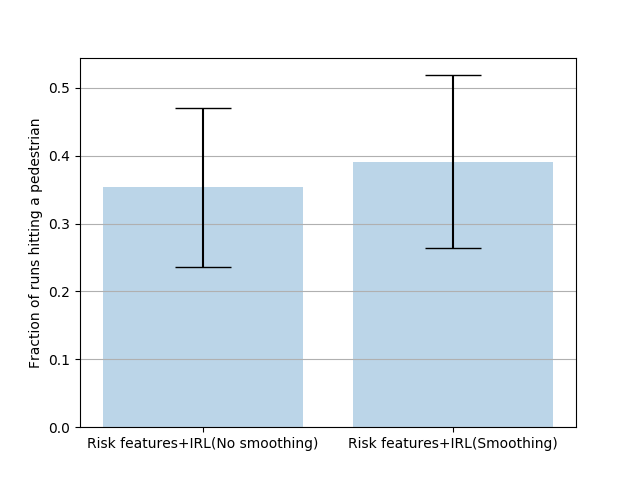 Fraction of runs hitting a pedestrian
0.5
0.4
0.3
0.2
0.1
0.0
Risk features+IRL(No smoothing)
Risk features+IRL(Smoothing)